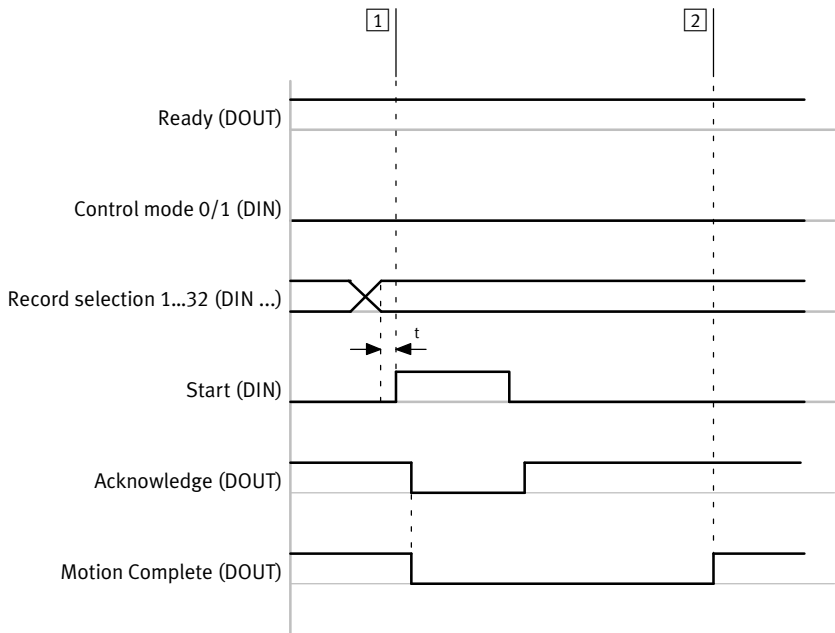 1
2
Ready (DOUT)
Control mode 0/1 (DIN)
Record selection 1...32 (DIN ...)
t
Start (DIN)
Acknowledge (DOUT)
Motion Complete (DOUT)